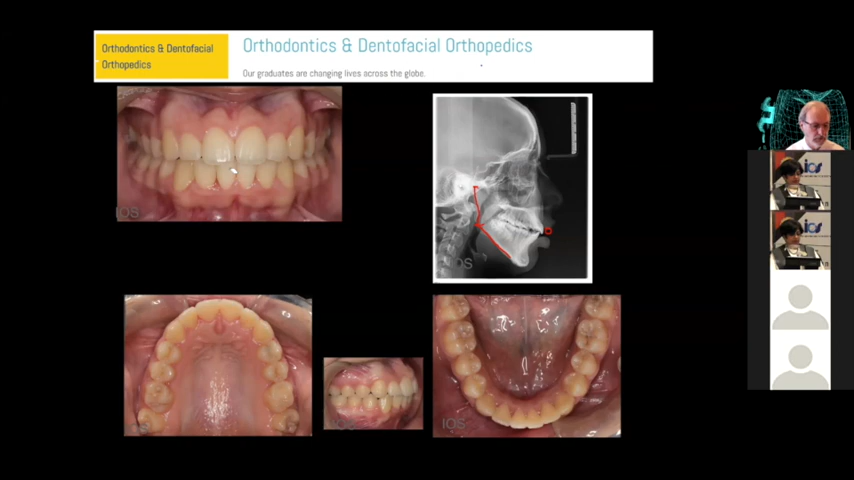 Orthodontics & Dentofacial
Orthopedics
Orthodontics & Dentofacial Orthopedics
Our graduates are changing lives across the globe.
IOS
IOS
ios
ios
IOS